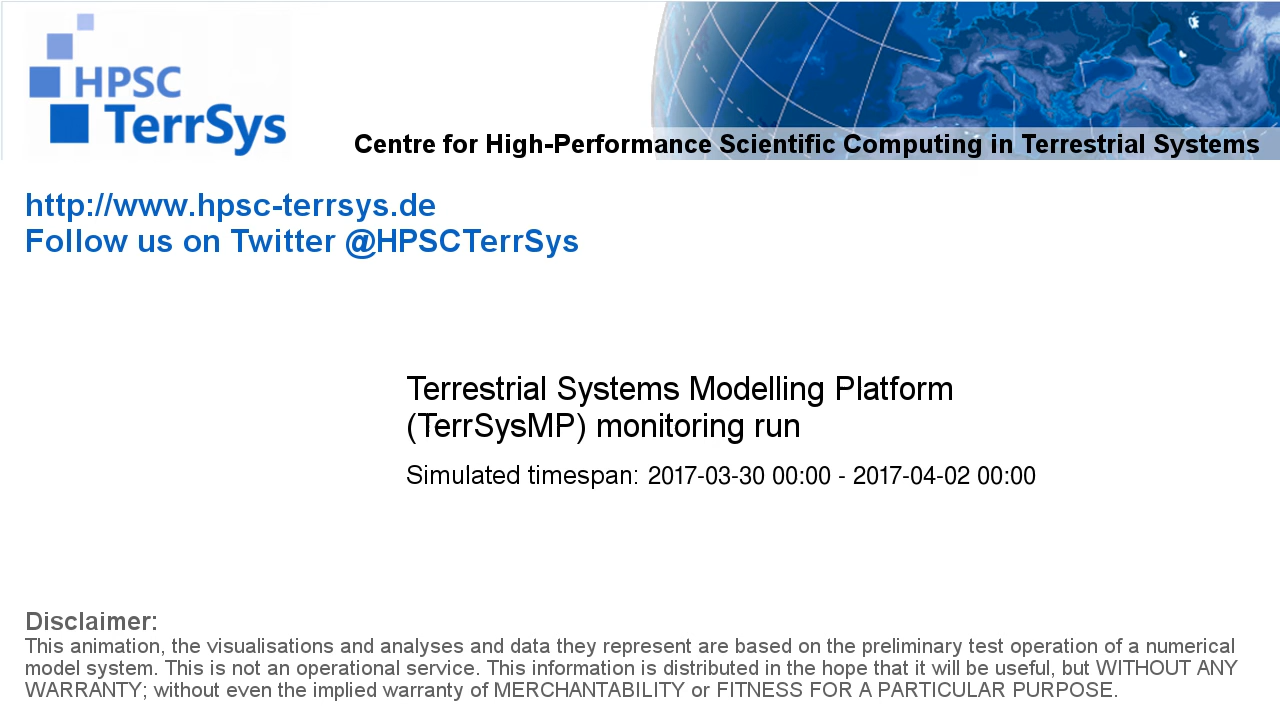 HPSC
TerrSys
Centre for High-Performance Scientific Computing in Terrestrial Systems
http://www.hpsc-terrsys.de
Follow us on Twitter @HPSCTerrSys
Terrestrial Systems Modelling Platform
(TerrSysMP) monitoring run
Simulated timespan: 2017-03-30 00:00 - 2017-04-02 00:00
Disclaimer:
This animation, the visualisations and analyses and data they represent are based on the preliminary test operation of a numerical
model system. This is not an operational service. This information is distributed in the hope that it will be useful, but WITHOUT ANY
WARRANTY; without even the implied warranty of MERCHANTABILITY or FITNESS FOR A PARTICULAR PURPOSE.